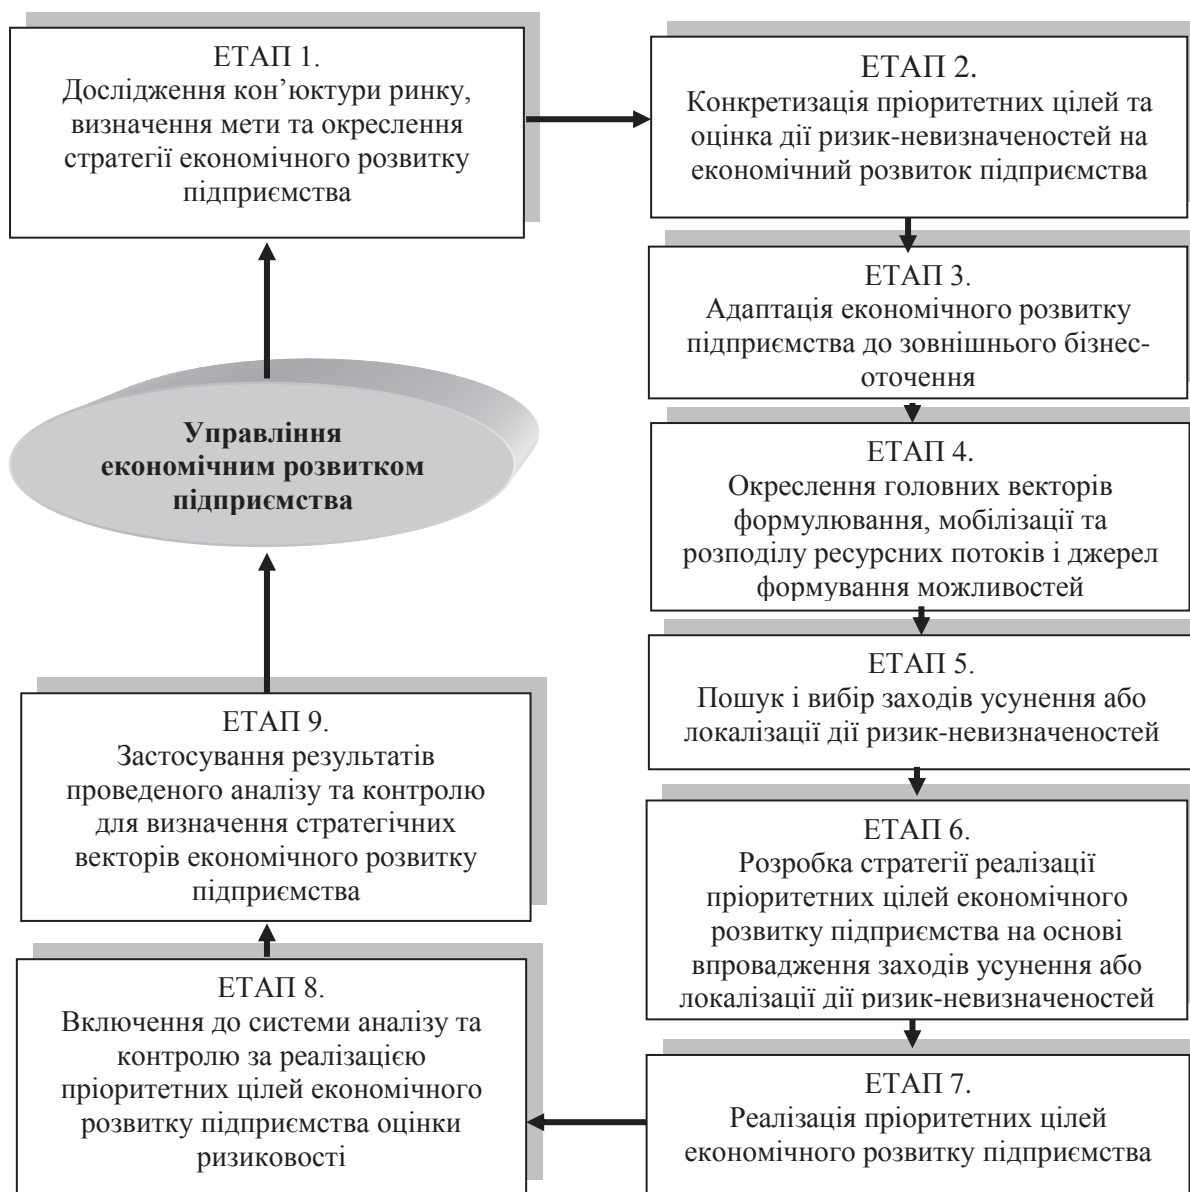 ЕТАП 1.
Дослідження кон’юктури ринку,
визначення мети та окреслення
стратегії економічного розвитку
підприємства
ЕТАП 2.
Конкретизація пріоритетних цілей та
оцінка дії ризик-невизначеностей на
економічний розвиток підприємства
ЕТАП 3.
Адаптація економічного розвитку
підприємства до зовнішнього бізнес-
оточення
ЕТАП 4.
Окреслення головних векторів
формулювання, мобілізації та
розподілу ресурсних потоків і джерел
формування можливостей
ЕТАП 5.
Пошук і вибір заходів усунення або
локалізації дії ризик-невизначеностей
ЕТАП 6.
Розробка стратегії реалізації
пріоритетних цілей економічного
розвитку підприємства на основі
впровадження заходів усунення або
локалізації дії ризик-невизначеностей
ЕТАП 7.
Реалізація пріоритетних цілей
економічного розвитку підприємства
ЕТАП 8.
Включення до системи аналізу та
контролю за реалізацією
пріоритетних цілей економічного
розвитку підприємства оцінки
ризиковості
ЕТАП 9.
Застосування результатів
проведеного аналізу та контролю
для визначення стратегічних
векторів економічного розвитку
підприємства
Управління
економічним розвитком
підприємства